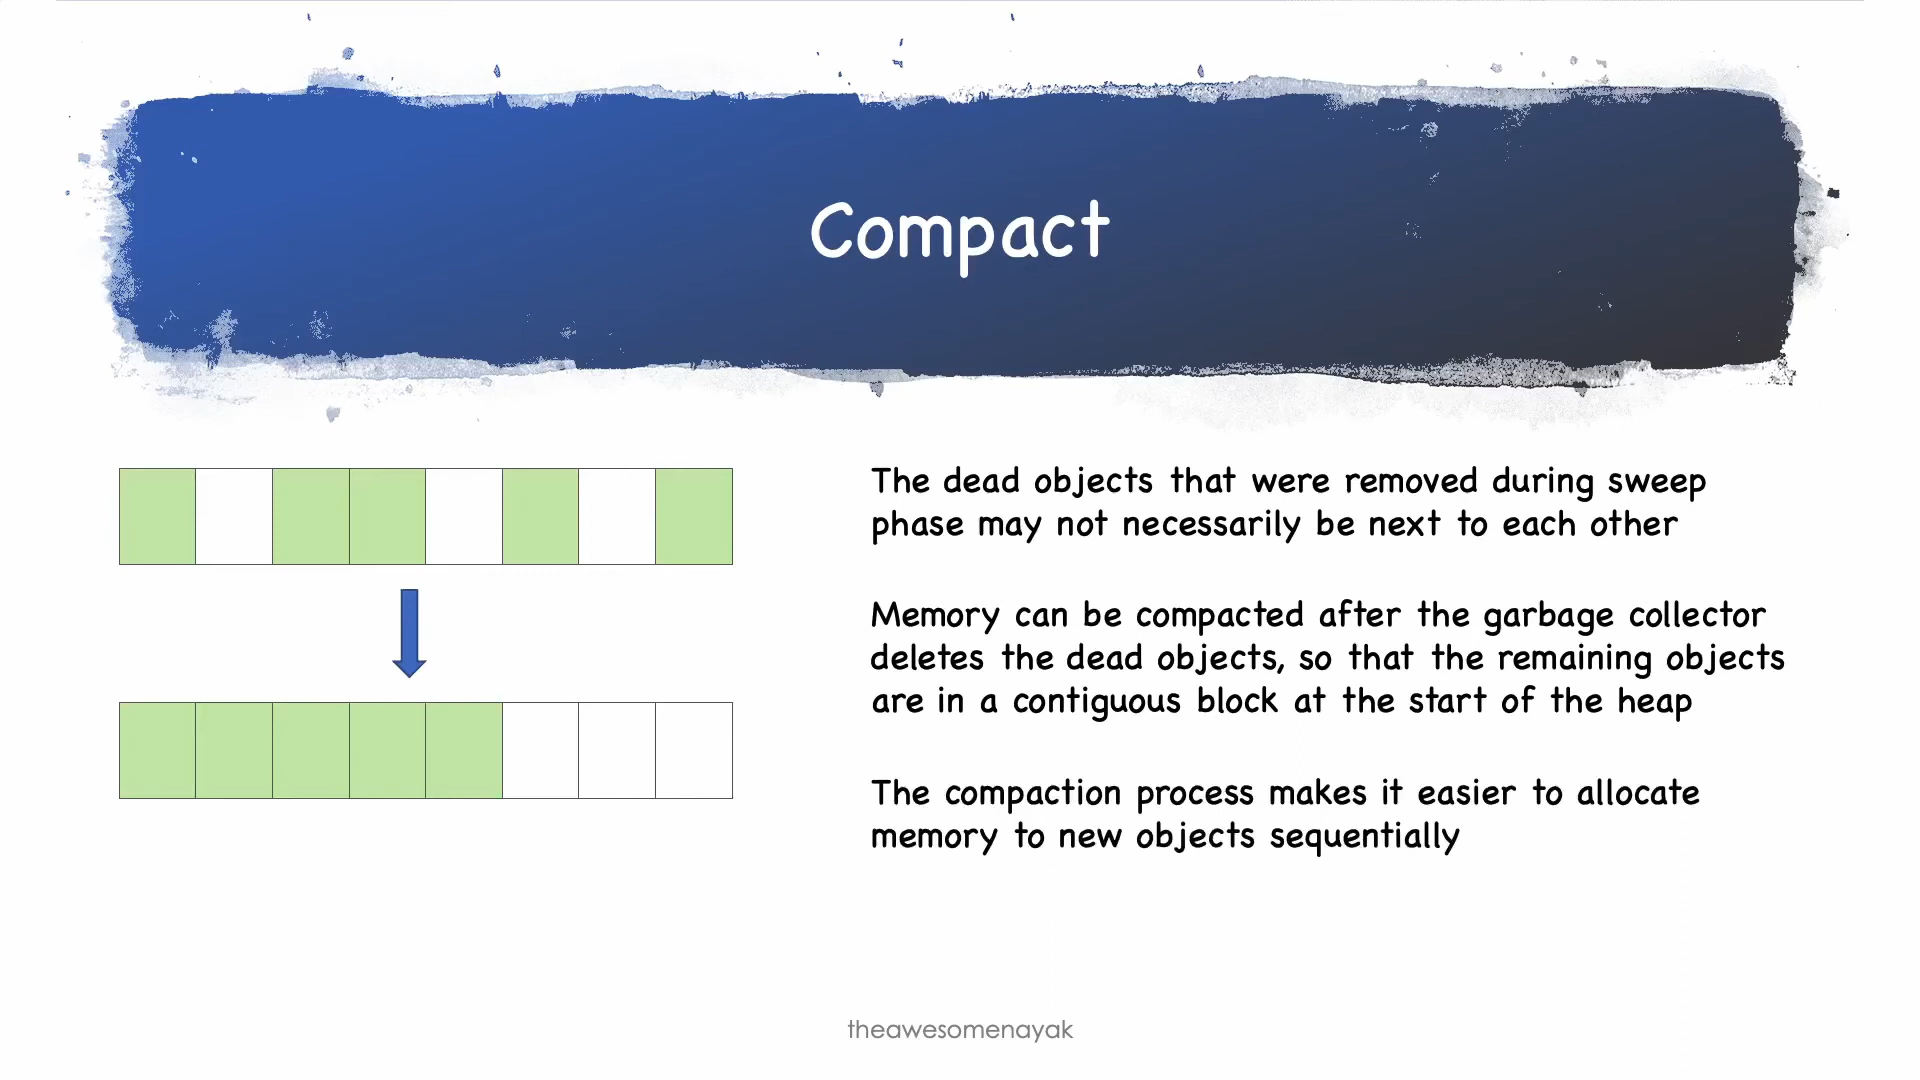 Compact
The dead objects that were removed during sweep
phase may not necessarily be next to each other
Memory can be compacted after the garbage collector
deletes the dead objects, so that the remaining objects
are in a contiguous block at the start of the heap
The compaction process makes it easier to allocate
memory to new objects sequentially
theawesomenayak